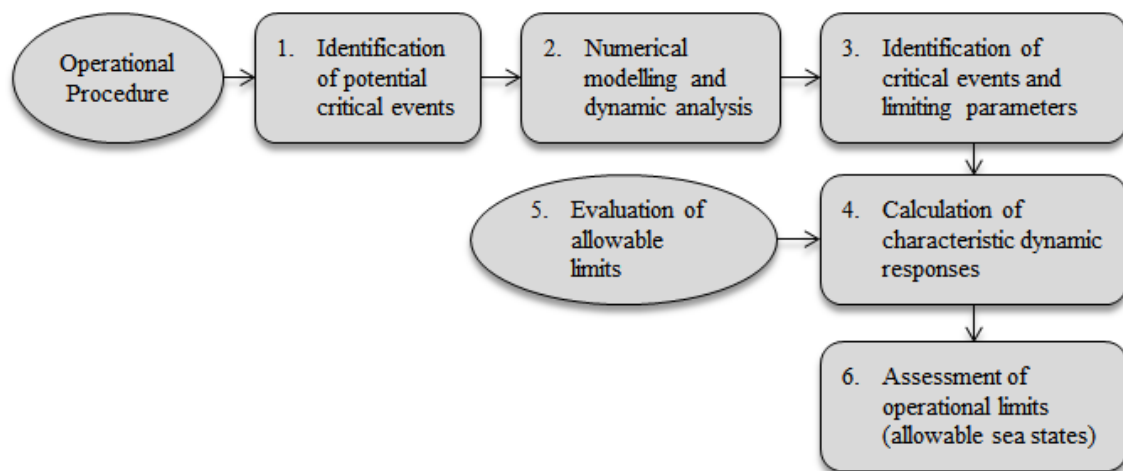 Operational
Procedure
1. Identification
of potential
critical events
2. Numerical
modelling and
dynamic analysis
3. Identification of
critical events and
limiting parameters
5. Evaluation of
allowable
limits
4. Calculation of
characteristic dynamic
responses
6. Assessment of
operational limits
(allowable sea states)